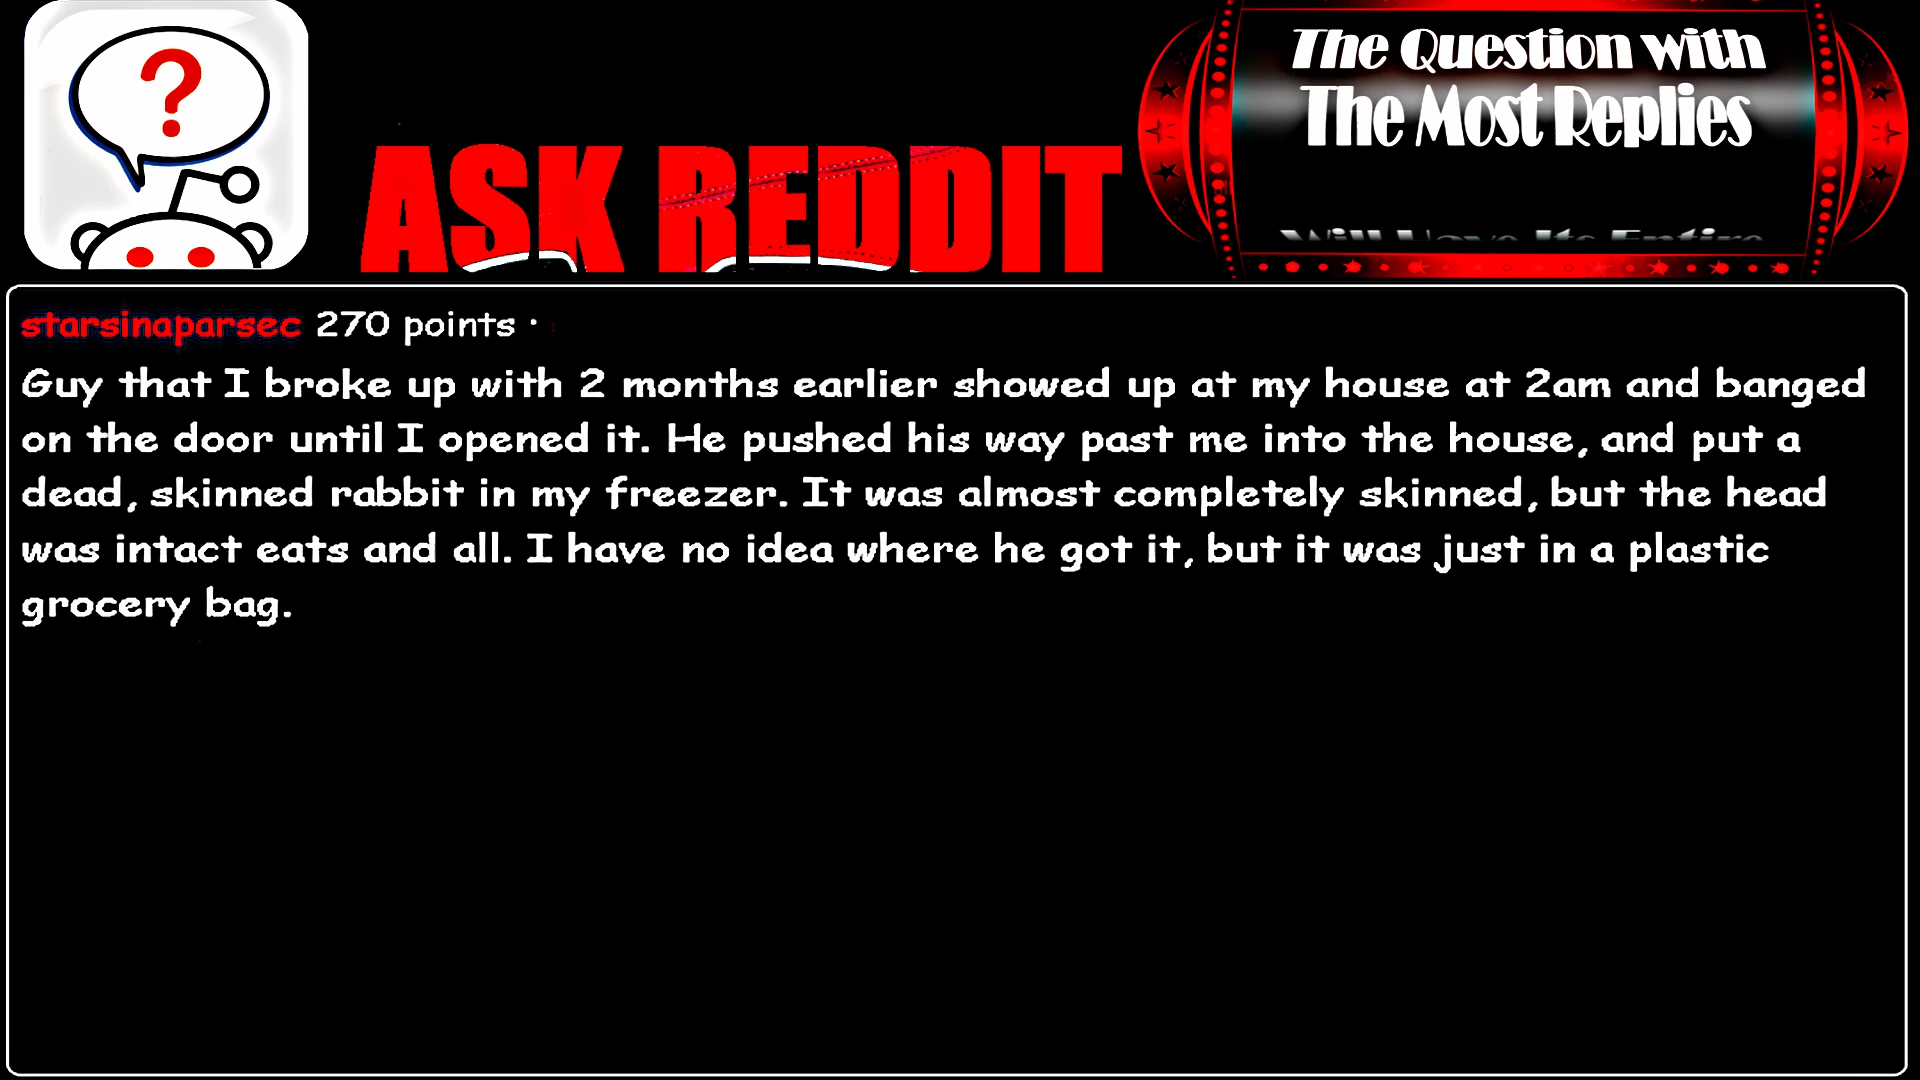 ?
ASK REDDIT
The Question with
The Most Replies
Will Have Its Entire
starsinaparsec 270 points ·
Guy that I broke up with 2 months earlier showed up at my house at 2am and banged
on the door until I opened it. He pushed his way past me into the house, and put a
dead, skinned rabbit in my freezer. It was almost completely skinned, but the head
was intact eats and all. I have no idea where he got it, but it was just in a plastic
grocery bag.